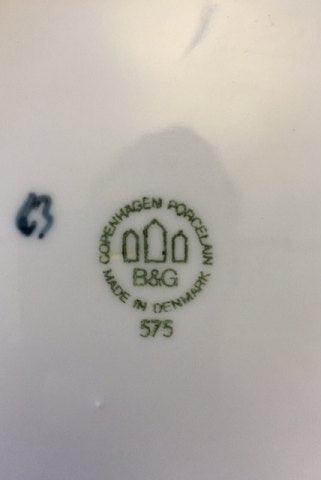 COPENHAGEN PORCELAIN
B&G
MADE IN DENMARK
575